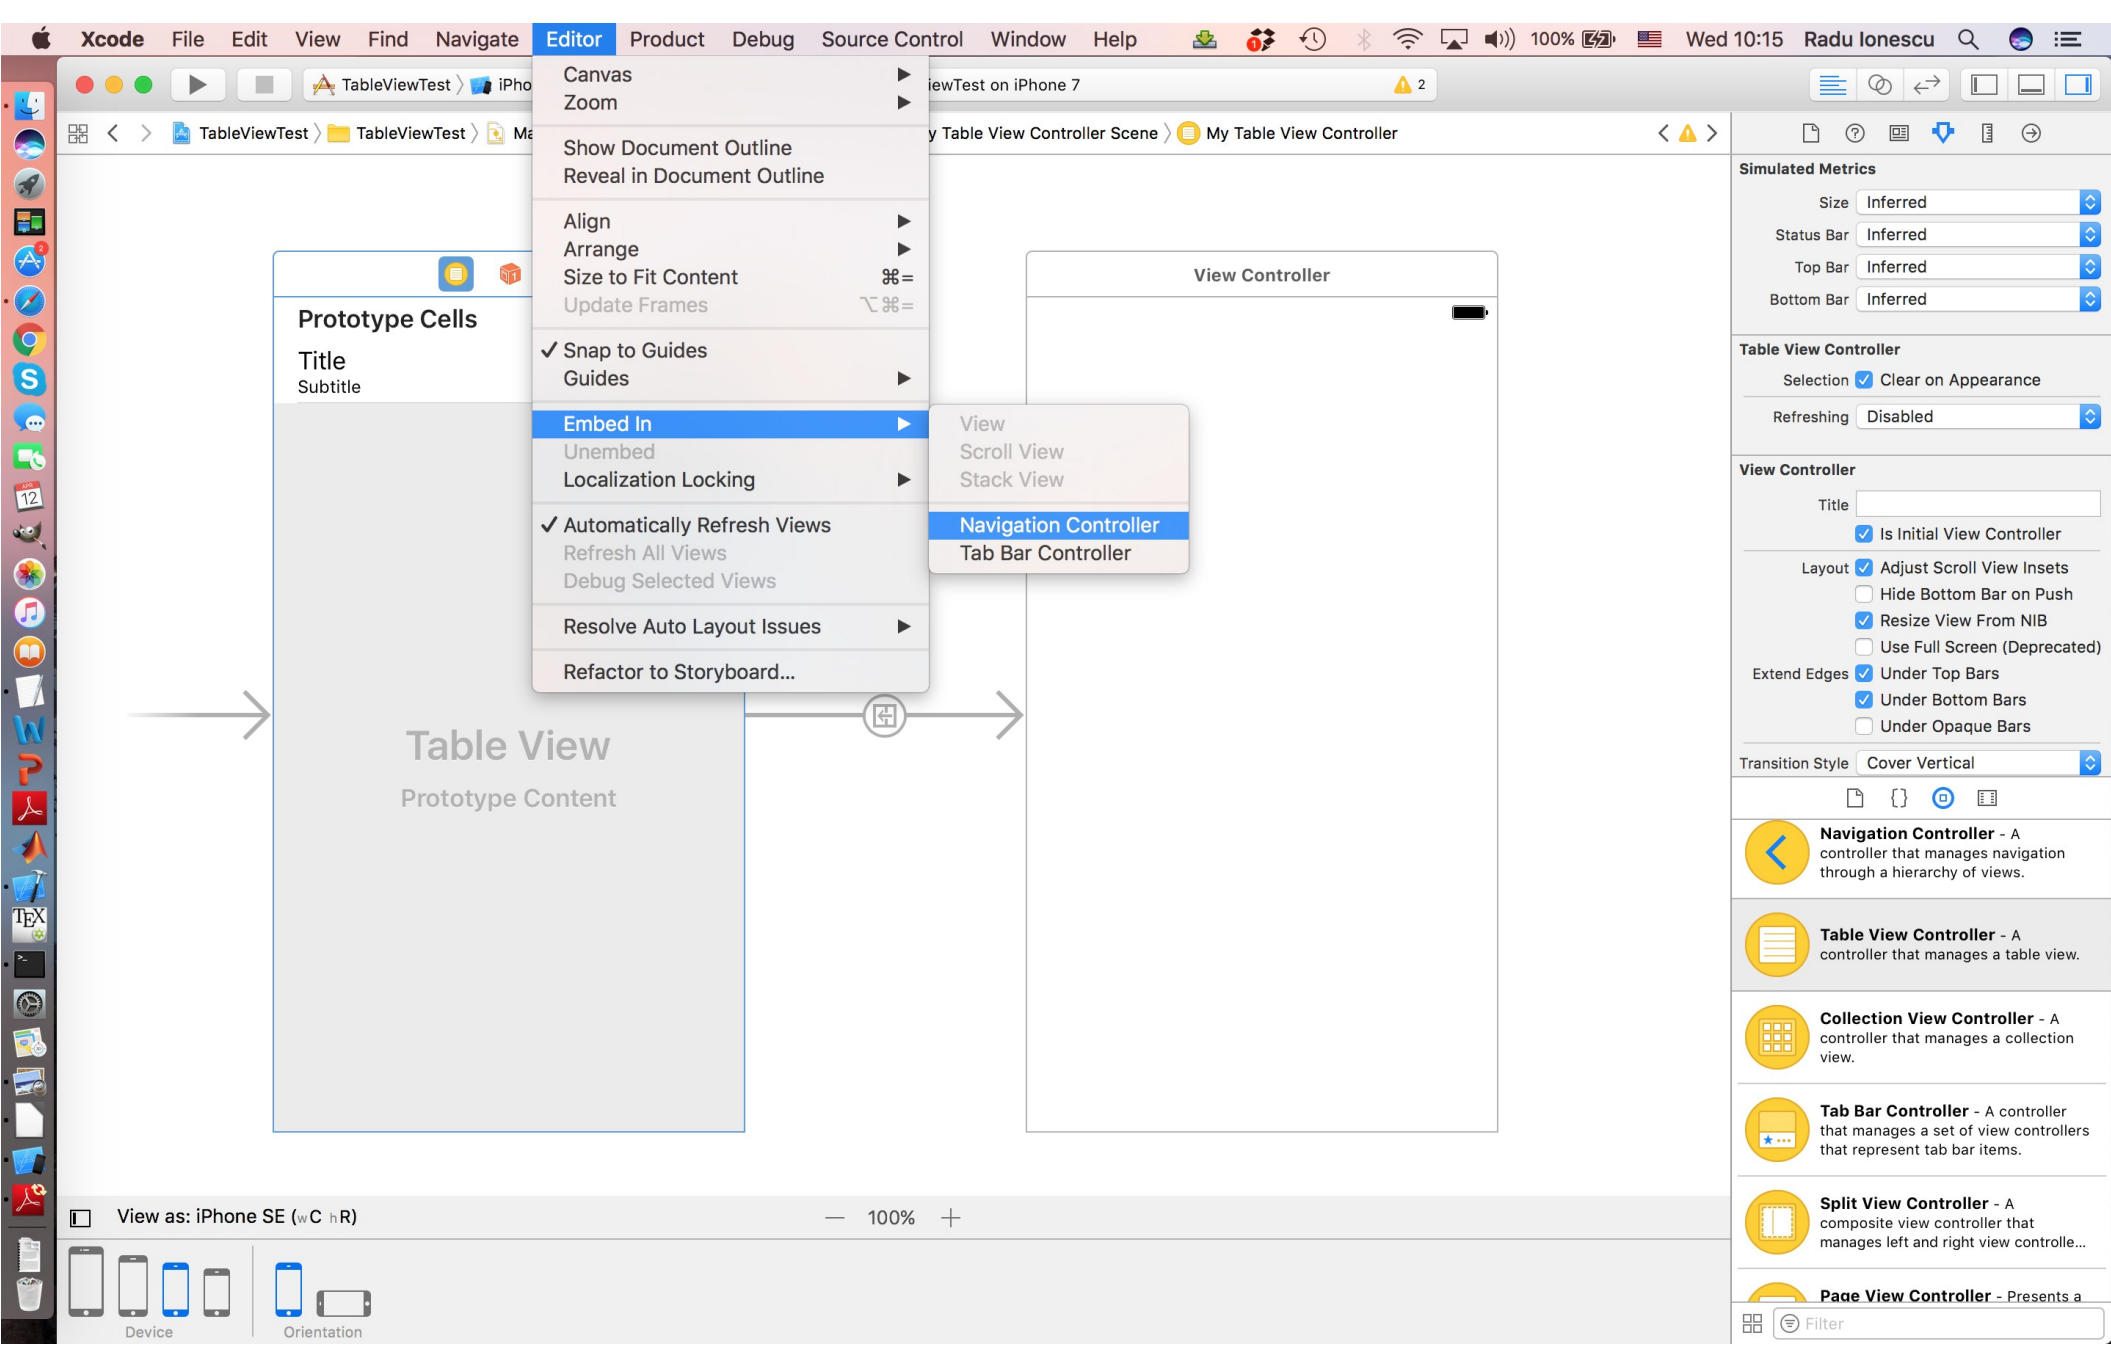 Xcode File Edit View Find Navigate Editor Product Debug Source Control Window Help 100% Wed 10:15 Radu Ionescu
TableViewTest iPho
iewTest on iPhone 7
2
TableViewTest TableViewTest Ma
y Table View Controller Scene My Table View Controller
Canvas
Zoom
Show Document Outline
Reveal in Document Outline
Align
Arrange
Size to Fit Content ⌘=
Update Frames ⌥⌘=
✓ Snap to Guides
Guides
Embed In
Unembed
Localization Locking
✓ Automatically Refresh Views
Refresh All Views
Debug Selected Views
Resolve Auto Layout Issues
Refactor to Storyboard...
View
Scroll View
Stack View
Navigation Controller
Tab Bar Controller
Prototype Cells
Title
Subtitle
Table View
Prototype Content
View Controller
View as: iPhone SE (wC hR)
— 100% +
Device
Orientation
Simulated Metrics
Size Inferred
Status Bar Inferred
Top Bar Inferred
Bottom Bar Inferred
Table View Controller
Selection Clear on Appearance
Refreshing Disabled
View Controller
Title
Is Initial View Controller
Layout Adjust Scroll View Insets
Hide Bottom Bar on Push
Resize View From NIB
Use Full Screen (Deprecated)
Extend Edges Under Top Bars
Under Bottom Bars
Under Opaque Bars
Transition Style Cover Vertical
{}
Navigation Controller - A
controller that manages navigation
through a hierarchy of views.
Table View Controller - A
controller that manages a table view.
Collection View Controller - A
controller that manages a collection
view.
Tab Bar Controller - A controller
that manages a set of view controllers
that represent tab bar items.
Split View Controller - A
composite view controller that
manages left and right view controlle...
Page View Controller - Presents a
Filter
2
S
APR
12
TEX
1